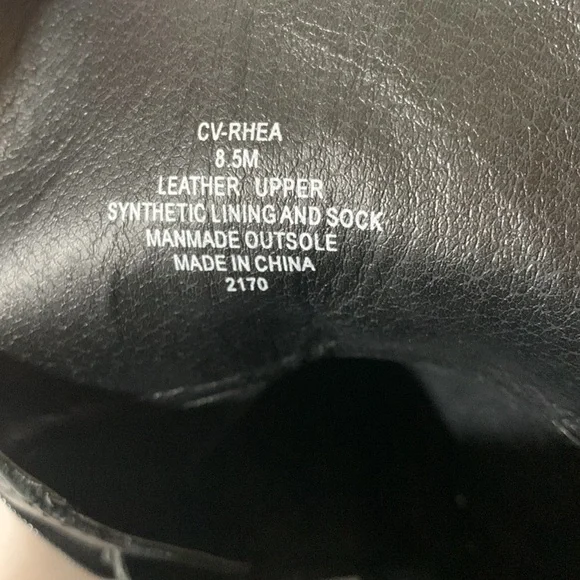 CV-RHEA
8.5M
LEATHER UPPER
SYNTHETIC LINING AND SOCK
MANMADE OUTSOLE
MADE IN CHINA
2170